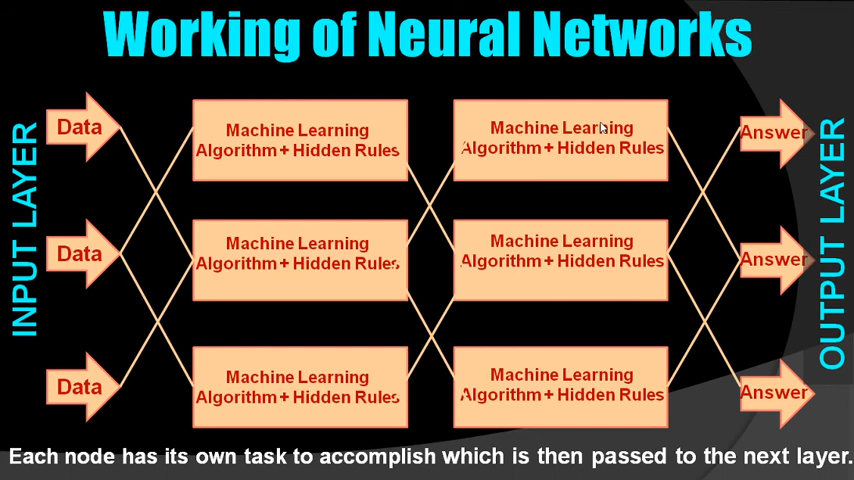 Working of Neural Networks
INPUT LAYER
Data
Data
Data
Machine Learning
Algorithm + Hidden Rules
Machine Learning
Algorithm + Hidden Rules
Machine Learning
Algorithm + Hidden Rules
Machine Learning
Algorithm + Hidden Rules
Machine Learning
Algorithm + Hidden Rules
Machine Learning
Algorithm + Hidden Rules
Answer
Answer
Answer
OUTPUT LAYER
Each node has its own task to accomplish which is then passed to the next layer.